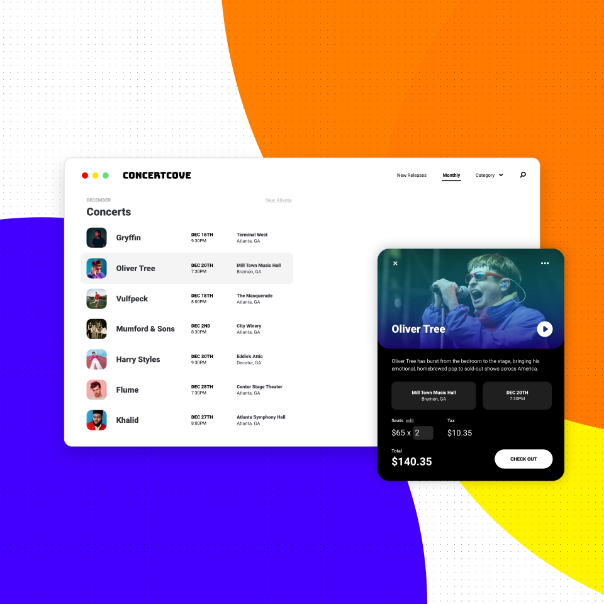 CONCERTCOVE
New Releases
Monthly
Category
DECEMBER
New Atlanta
Concerts
Gryffin
DEC 16TH
9:30PM
Terminal West
Atlanta, GA
Oliver Tree
DEC 20TH
7:30PM
Mill Town Music Hall
Bremen, GA
Vulfpeck
DEC 18TH
8:00PM
The Masquerade
Atlanta, GA
Mumford & Sons
DEC 2ND
8:30PM
City Winery
Atlanta, GA
Harry Styles
DEC 20TH
9:30PM
Eddie's Attic
Decatur, GA
Flume
DEC 28TH
7:00PM
Center Stage Theater
Atlanta, GA
Khalid
DEC 27TH
8:00PM
Atlanta Symphony Hall
Atlanta, GA
Oliver Tree
Oliver Tree has burst from the bedroom to the stage, bringing his
emotional, homebrewed pop to sold-out shows across America.
Mill Town Music Hall
Bremen, GA
DEC 20TH
7:30PM
Seats edit
Tax
$65 x 2
$10.35
Total
$140.35
CHECK OUT